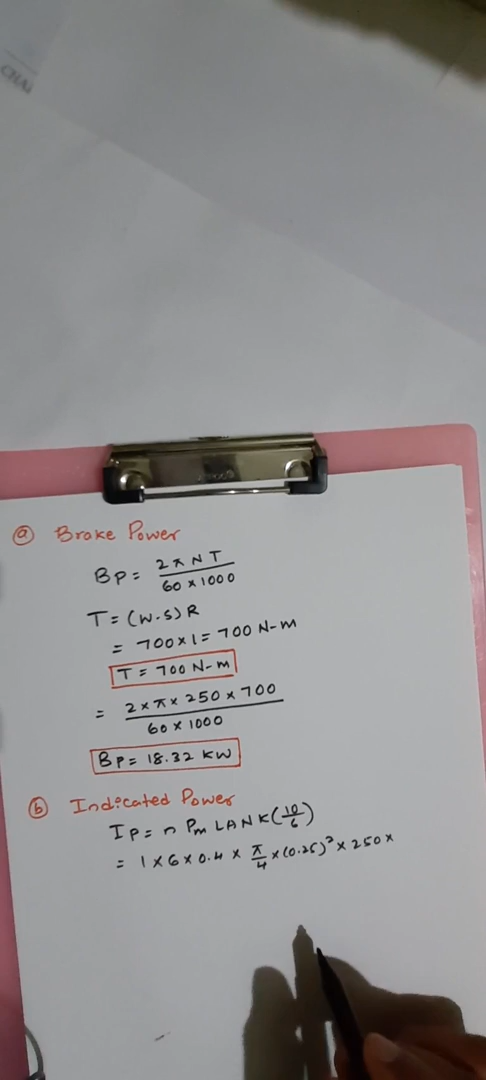 CHAI
ⓐ Brake Power
BP = 2πNT / 60×1000
T = (W-S)R
= 700×1 = 700 N-m
T = 700 N-m
= 2×π×250×700 / 60×1000
BP = 18.32 kW
ⓑ Indicated Power
IP = n Pm LANK(10/6)
= 1×6×0.4×π/4×(0.25)²×250×